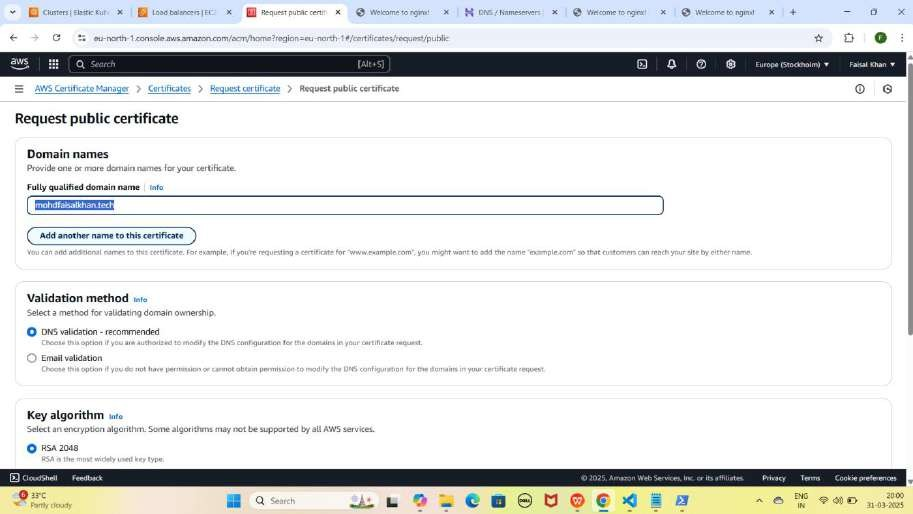 Clusters | Elastic Kub
Load balancers | EC2
Request public certifi
Welcome to nginx!
DNS / Nameservers |
Welcome to nginx!
Welcome to nginx!
eu-north-1.console.aws.amazon.com/acm/home?region=eu-north-1#/certificates/request/public
F
aws
Search
[Alt+S]
Europe (Stockholm)
Faisal Khan
AWS Certificate Manager
Certificates
Request certificate
Request public certificate
Request public certificate
Domain names
Provide one or more domain names for your certificate.
Fully qualified domain name
Info
mohdfaisalkhan.tech
Add another name to this certificate
You can add additional names to this certificate. For example, if you're requesting a certificate for "www.example.com", you might want to add the name "example.com" so that customers can reach your site by either name.
Validation method Info
Select a method for validating domain ownership.
DNS validation - recommended
Choose this option if you are authorized to modify the DNS configuration for the domains in your certificate request.
Email validation
Choose this option if you do not have permission or cannot obtain permission to modify the DNS configuration for the domains in your certificate request.
Key algorithm Info
Select an encryption algorithm. Some algorithms may not be supported by all AWS services.
RSA 2048
RSA is the most widely used key type.
CloudShell
Feedback
© 2025, Amazon Web Services, Inc. or its affiliates.
Privacy
Terms
Cookie preferences
6
33°C
Partly cloudy
Search
DELL
ENG
IN
20:00
31-03-2025